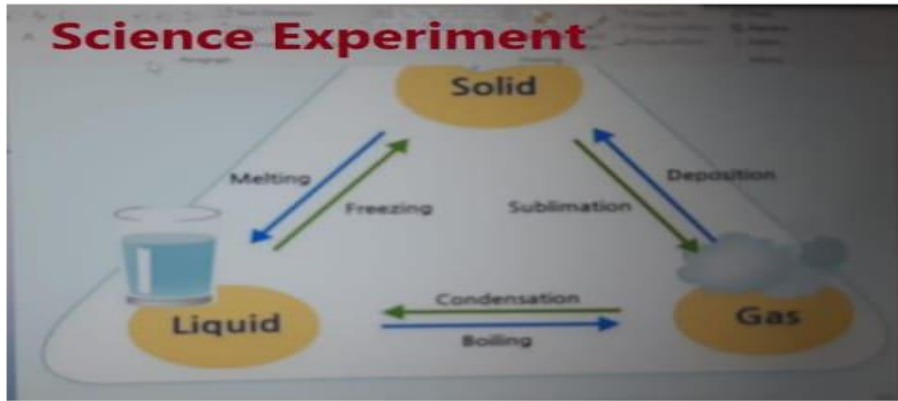 Science Experiment
Solid
Melting
Deposition
Freezing
Sublimation
Condensation
Liquid
Gas
Boiling